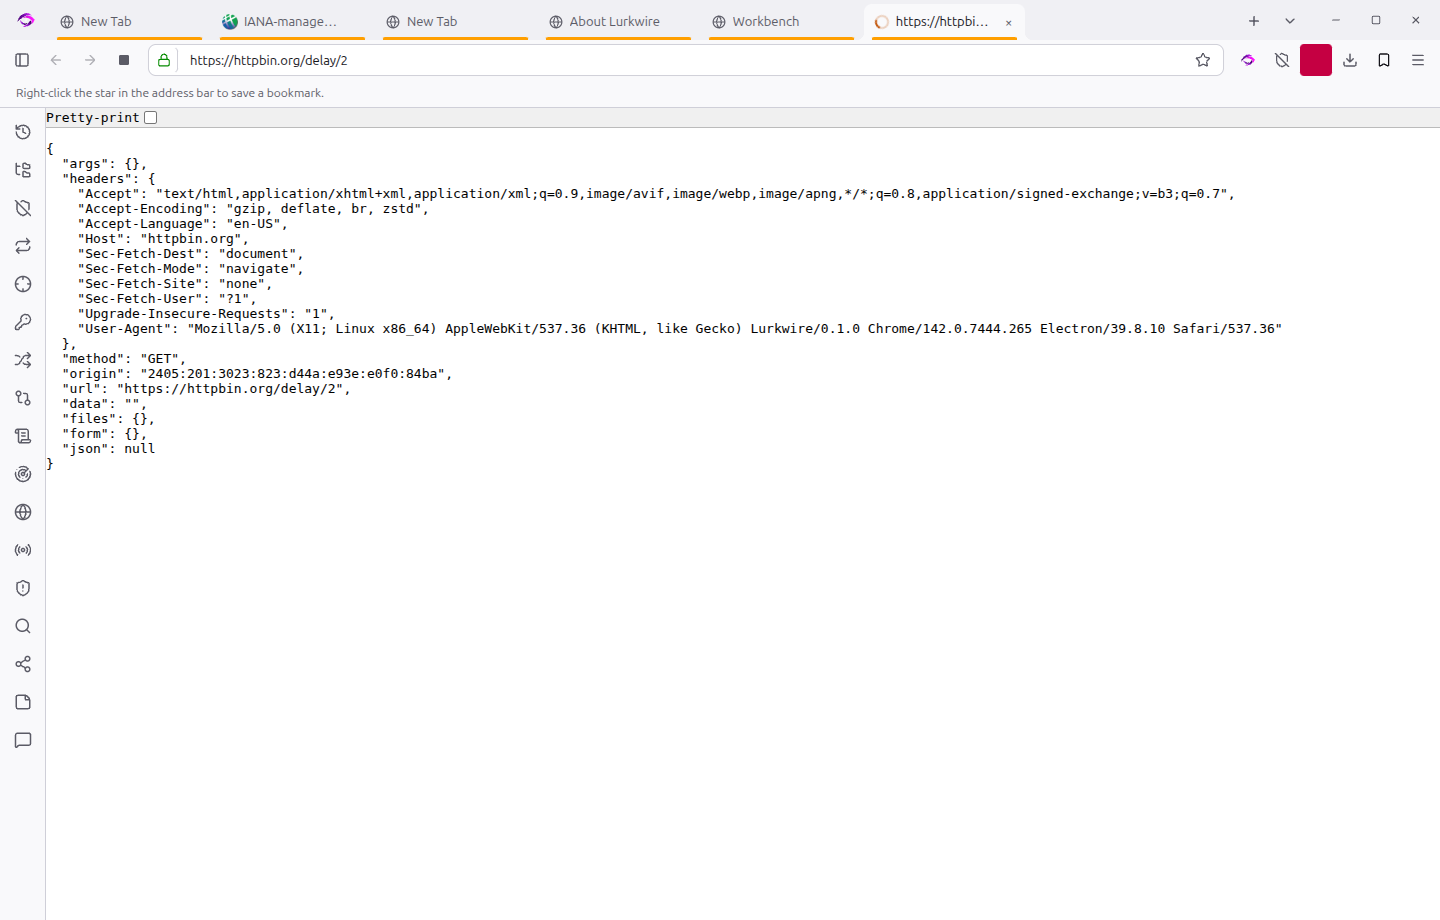 New Tab
IANA-manage...
New Tab
About Lurkwire
Workbench
https://httpbi...
https://httpbin.org/delay/2
Right-click the star in the address bar to save a bookmark.
Pretty-print
{
  "args": {},
  "headers": {
    "Accept": "text/html,application/xhtml+xml,application/xml;q=0.9,image/avif,image/webp,image/apng,*/*;q=0.8,application/signed-exchange;v=b3;q=0.7",
    "Accept-Encoding": "gzip, deflate, br, zstd",
    "Accept-Language": "en-US",
    "Host": "httpbin.org",
    "Sec-Fetch-Dest": "document",
    "Sec-Fetch-Mode": "navigate",
    "Sec-Fetch-Site": "none",
    "Sec-Fetch-User": "?1",
    "Upgrade-Insecure-Requests": "1",
    "User-Agent": "Mozilla/5.0 (X11; Linux x86_64) AppleWebKit/537.36 (KHTML, like Gecko) Lurkwire/0.1.0 Chrome/142.0.7444.265 Electron/39.8.10 Safari/537.36"
  },
  "method": "GET",
  "origin": "2405:201:3023:823:d44a:e93e:e0f0:84ba",
  "url": "https://httpbin.org/delay/2",
  "data": "",
  "files": {},
  "form": {},
  "json": null
}